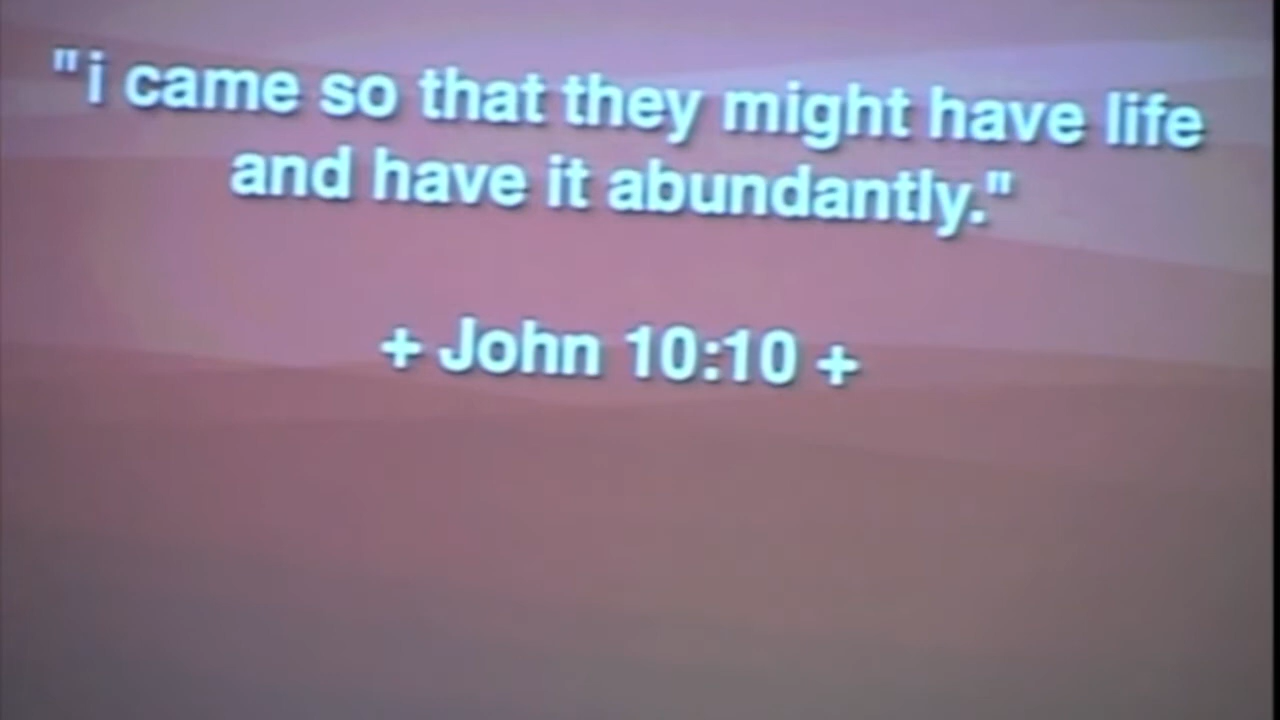 "i came so that they might have life
and have it abundantly."
+ John 10:10 +